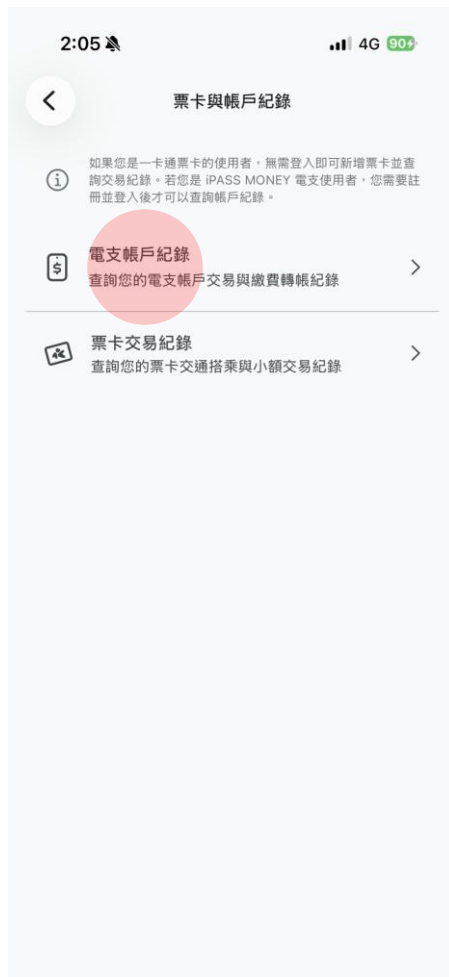 2:05
4G 90
票卡與帳戶紀錄
如果您是一卡通票卡的使用者，無需登入即可新增票卡並查
詢交易紀錄。若您是 iPASS MONEY 電支使用者，您需要註
冊並登入後才可以查詢帳戶紀錄。
電支帳戶紀錄
查詢您的電支帳戶交易與繳費轉帳紀錄
票卡交易紀錄
查詢您的票卡交通搭乘與小額交易紀錄